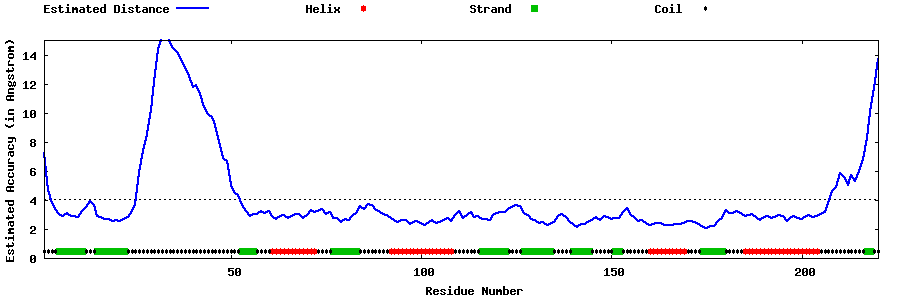 Estimated Distance Helix Strand Coil
Estimated Accuracy (in Angstrom)
14
12
10
8
6
4
2
0
50 100 150 200
Residue Number